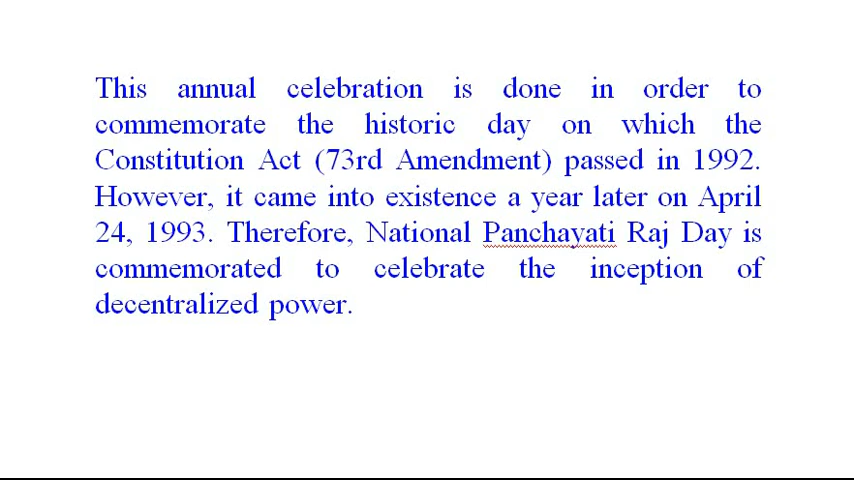 This annual celebration is done in order to
commemorate the historic day on which the
Constitution Act (73rd Amendment) passed in 1992.
However, it came into existence a year later on April
24, 1993. Therefore, National Panchayati Raj Day is
commemorated to celebrate the inception of
decentralized power.